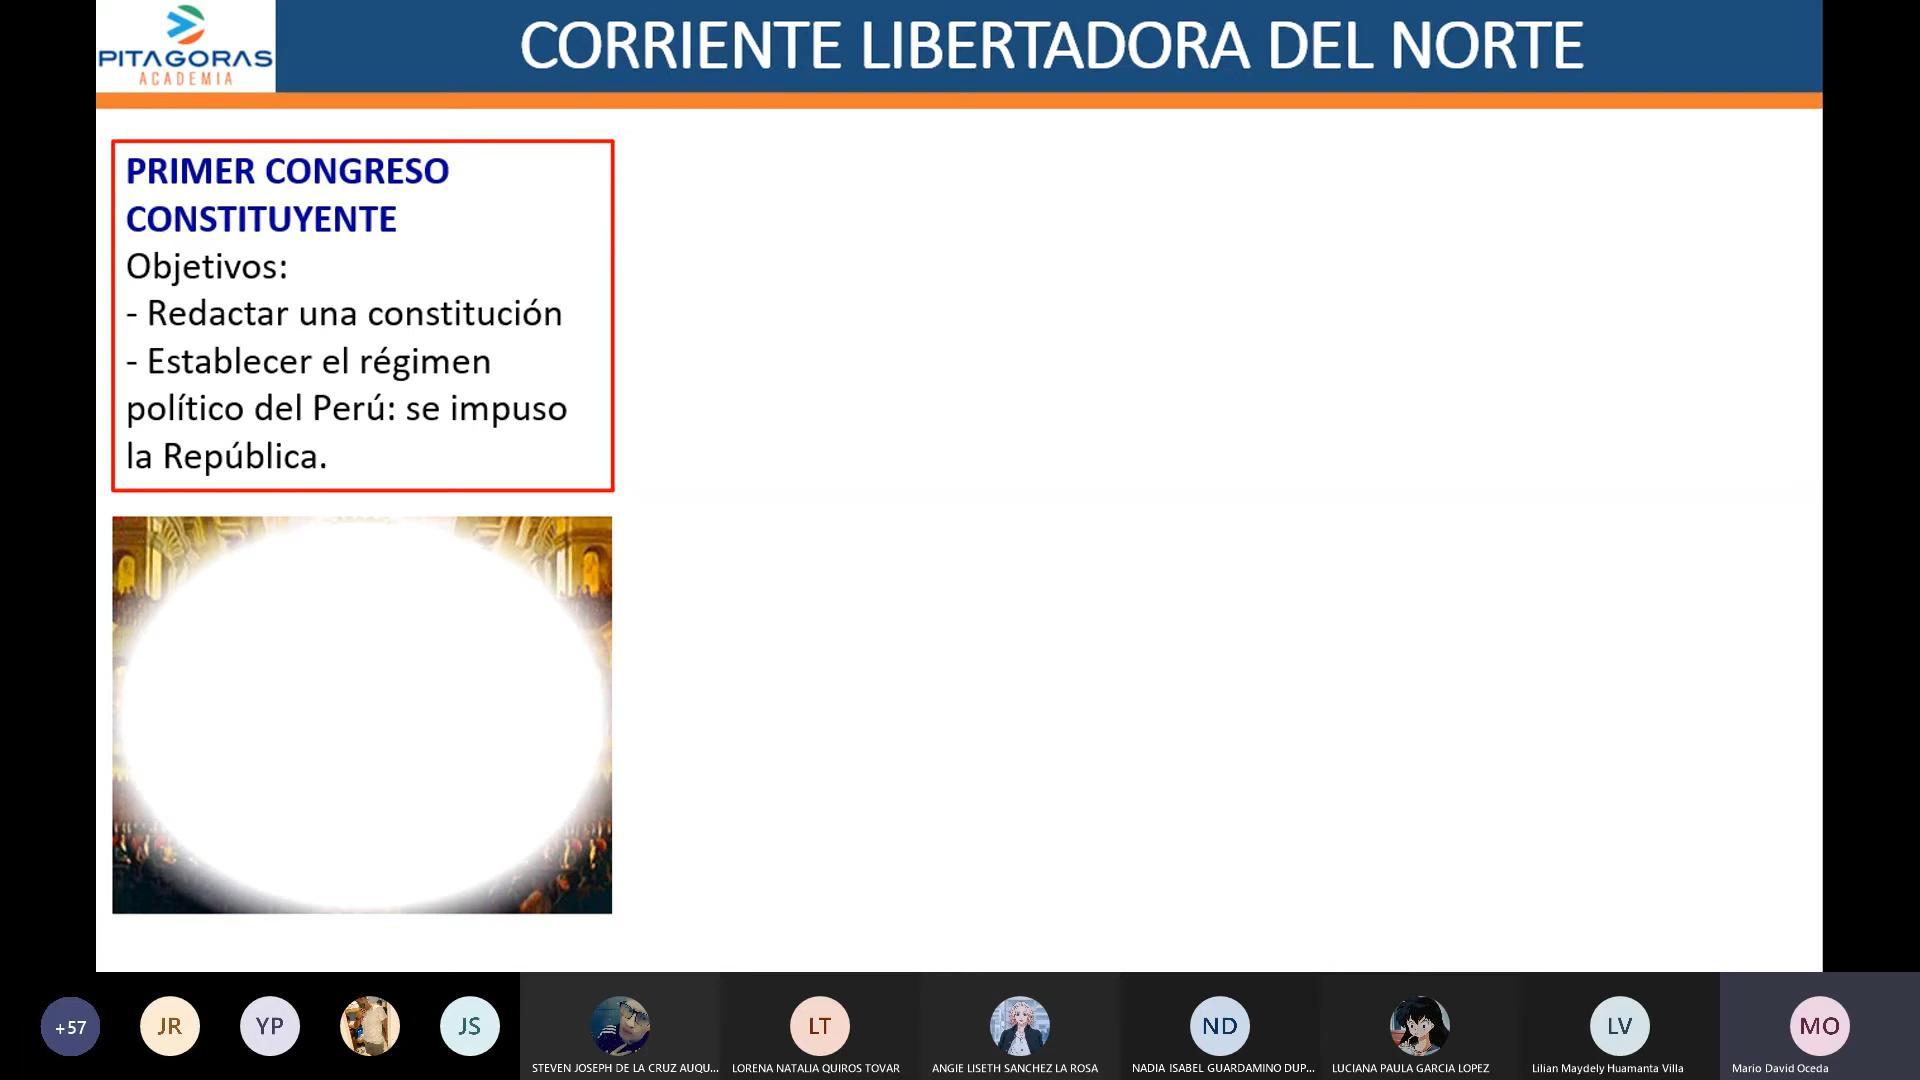 PITAGORAS
ACADEMIA
CORRIENTE LIBERTADORA DEL NORTE
PRIMER CONGRESO
CONSTITUYENTE
Objetivos:
- Redactar una constitución
- Establecer el régimen
político del Perú: se impuso
la República.
+57
JR
YP
JS
LT
ND
LV
MO
STEVEN JOSEPH DE LA CRUZ AUQU...
LORENA NATALIA QUIROS TOVAR
ANGIE LISETH SANCHEZ LA ROSA
NADIA ISABEL GUARDAMINO DUP...
LUCIANA PAULA GARCIA LOPEZ
Lilian Maydely Huamanta Villa
Mario David Oceda